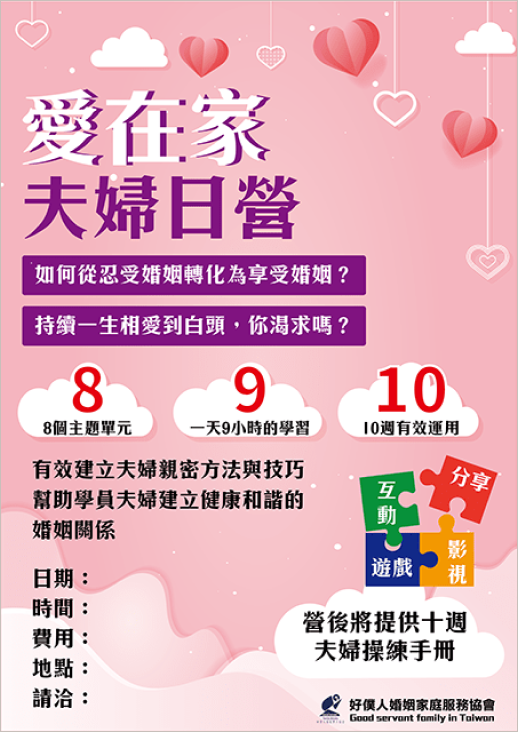 愛在家
夫婦日營
如何從忍受婚姻轉化為享受婚姻？
持續一生相愛到白頭，你渴求嗎？
8
8個主題單元
9
一天9小時的學習
10
10週有效運用
有效建立夫婦親密方法與技巧
幫助學員夫婦建立健康和諧的
婚姻關係
互動
分享
遊戲
影視
日期：
時間：
費用：
地點：
請洽：
營後將提供十週
夫婦操練手冊
好僕人婚姻家庭服務協會
Good servant family in Taiwan